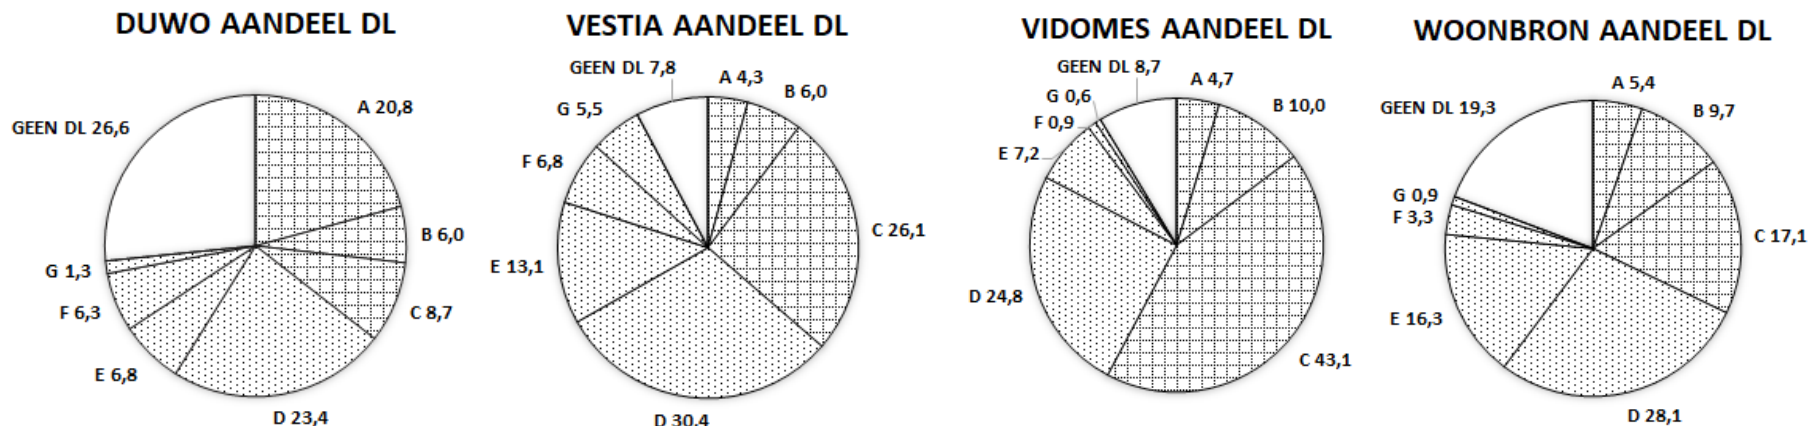 DUWO AANDEEL DL
A 20,8
B 6,0
C 8,7
D 23,4
E 6,8
F 6,3
G 1,3
GEEN DL 26,6
VESTIA AANDEEL DL
A 4,3
B 6,0
C 26,1
D 30,4
E 13,1
F 6,8
G 5,5
GEEN DL 7,8
VIDOMES AANDEEL DL
A 4,7
B 10,0
C 43,1
D 24,8
E 7,2
F 0,9
G 0,6
GEEN DL 8,7
WOONBRON AANDEEL DL
A 5,4
B 9,7
C 17,1
D 28,1
E 16,3
F 3,3
G 0,9
GEEN DL 19,3